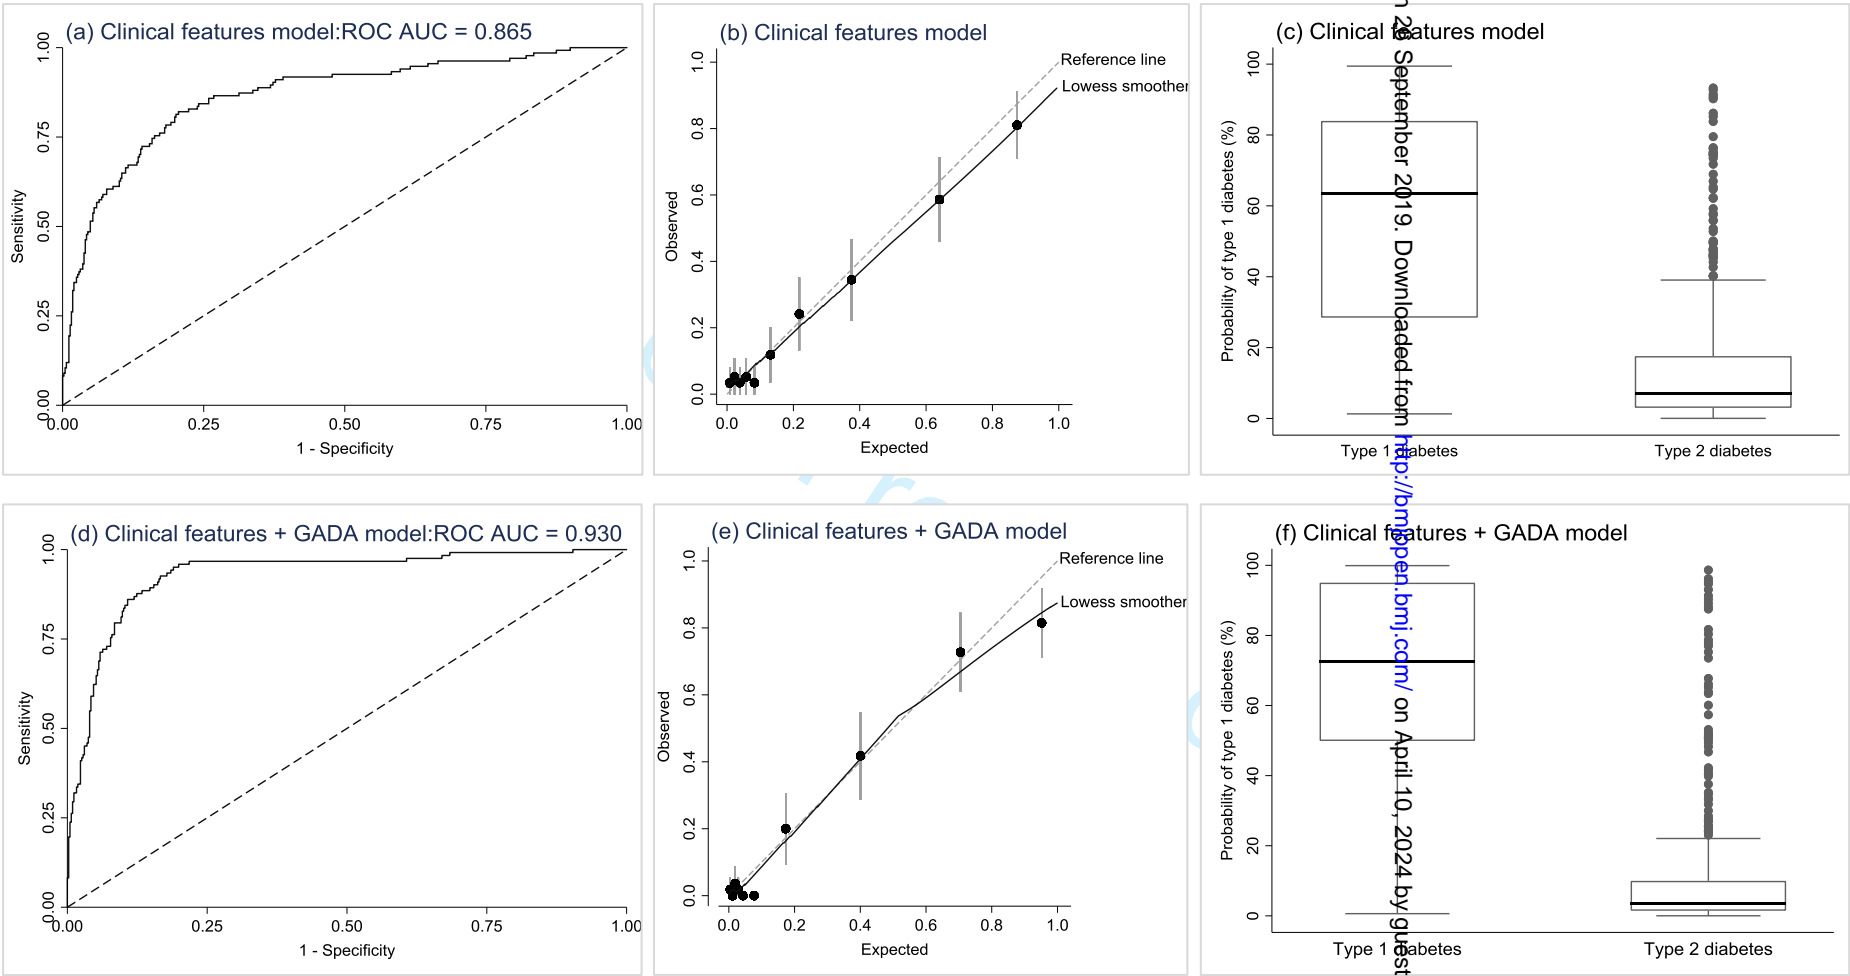 (a) Clinical features model:ROC AUC = 0.865
Sensitivity
1.00
0.75
0.50
0.25
0.00
0.00 0.25 0.50 0.75 1.00
1 - Specificity
(b) Clinical features model
Reference line
Lowess smoother
Observed
1.0
0.8
0.6
0.4
0.2
0.0
0.0 0.2 0.4 0.6 0.8 1.0
Expected
(c) Clinical features model
Probability of type 1 diabetes (%)
100
80
60
40
20
0
Type 1 diabetes Type 2 diabetes
(d) Clinical features + GADA model:ROC AUC = 0.930
Sensitivity
1.00
0.75
0.50
0.25
0.00
0.00 0.25 0.50 0.75 1.00
1 - Specificity
(e) Clinical features + GADA model
Reference line
Lowess smoother
Observed
1.0
0.8
0.6
0.4
0.2
0.0
0.0 0.2 0.4 0.6 0.8 1.0
Expected
(f) Clinical features + GADA model
Probability of type 1 diabetes (%)
100
80
60
40
20
0
Type 1 diabetes Type 2 diabetes
September 2019. Downloaded from http://bmjopen.bmj.com/ on April 10, 2024 by guest